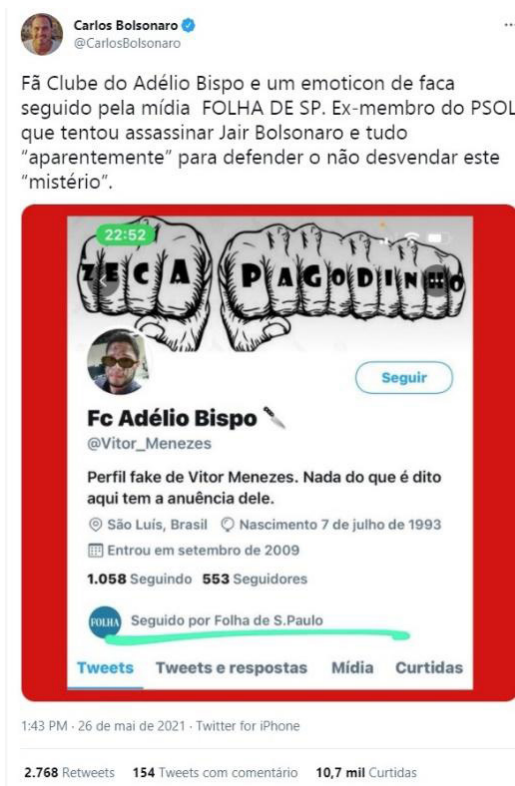 Carlos Bolsonaro
@CarlosBolsonaro
Fã Clube do Adélio Bispo e um emoticon de faca
seguido pela mídia FOLHA DE SP. Ex-membro do PSOL
que tentou assassinar Jair Bolsonaro e tudo
“aparentemente” para defender o não desvendar este
“mistério”.
22:52
ZECA PAGODINHO
Seguir
Fc Adélio Bispo
@Vitor_Menezes
Perfil fake de Vitor Menezes. Nada do que é dito
aqui tem a anuência dele.
São Luís, Brasil Nascimento 7 de julho de 1993
Entrou em setembro de 2009
1.058 Seguindo 553 Seguidores
FOLHA Seguido por Folha de S.Paulo
Tweets Tweets e respostas Mídia Curtidas
1:43 PM · 26 de mai de 2021 · Twitter for iPhone
2.768 Retweets 154 Tweets com comentário 10,7 mil Curtidas